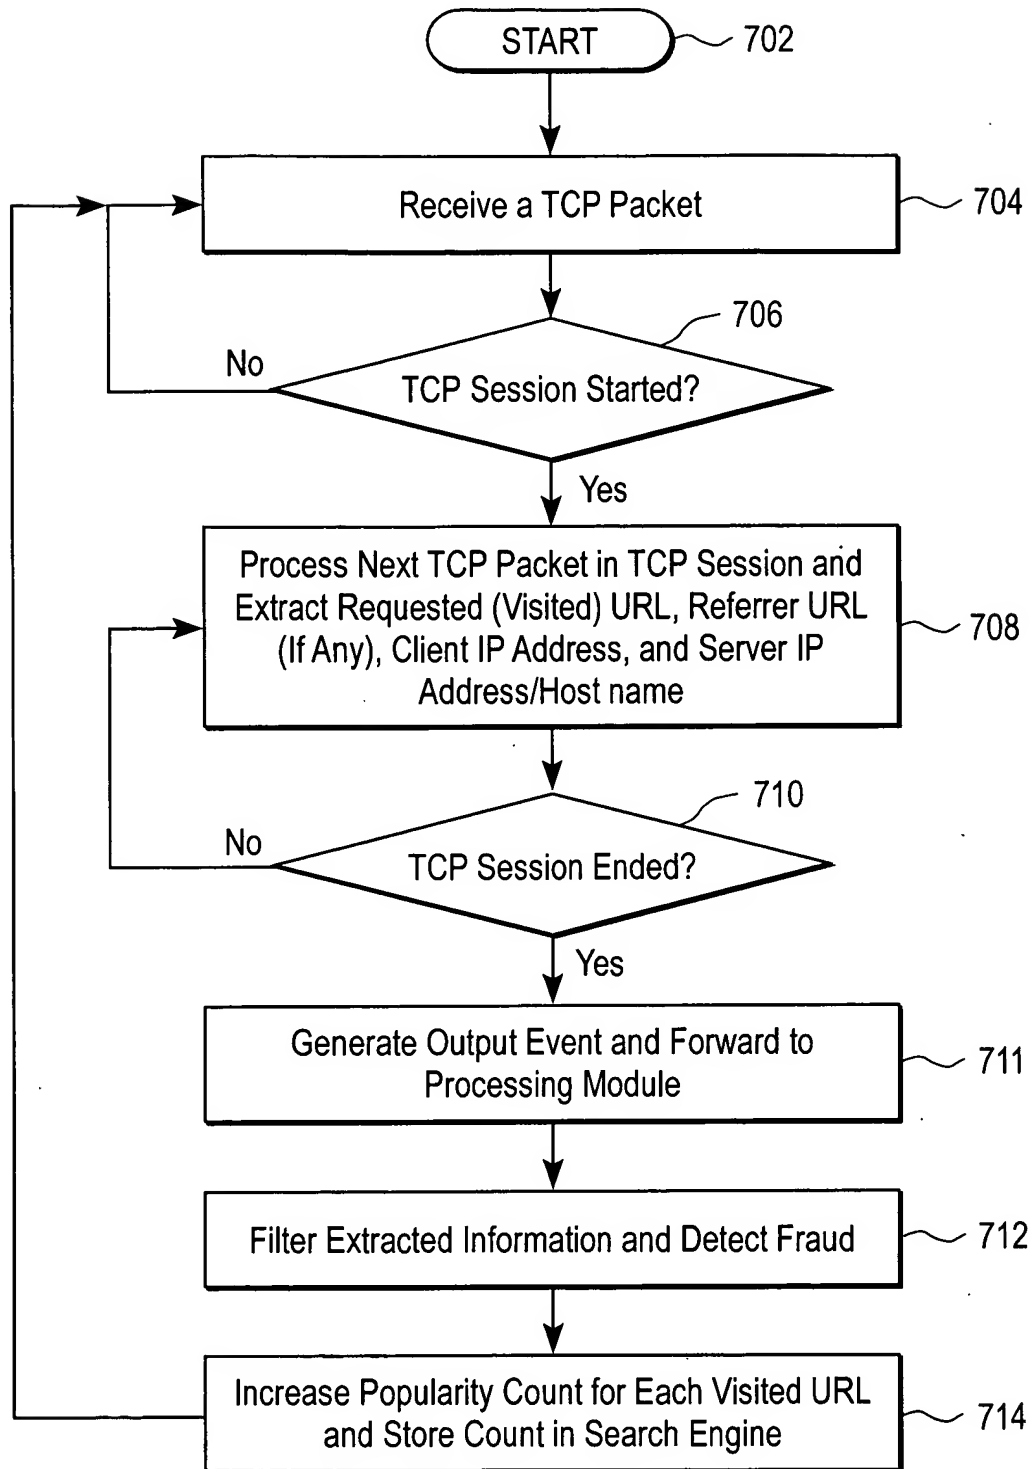 START
702
Receive a TCP Packet
704
706
No
TCP Session Started?
Yes
Process Next TCP Packet in TCP Session and
Extract Requested (Visited) URL, Referrer URL
(If Any), Client IP Address, and Server IP
Address/Host name
708
710
No
TCP Session Ended?
Yes
Generate Output Event and Forward to
Processing Module
711
Filter Extracted Information and Detect Fraud
712
Increase Popularity Count for Each Visited URL
and Store Count in Search Engine
714